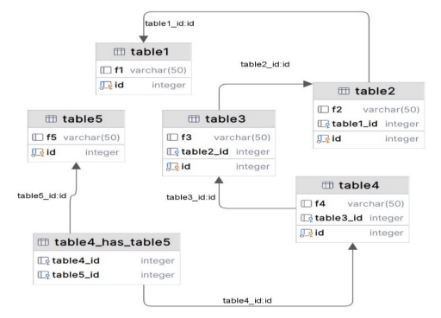 table1_id:id
table1
f1 varchar(50)
id integer
table2_id:id
table2
f2 varchar(50)
table1_id integer
id integer
table5
f5 varchar(50)
id integer
table3
f3 varchar(50)
table2_id integer
id integer
table3_id:id
table4
f4 varchar(50)
table3_id integer
id integer
table5_id:id
table4_has_table5
table4_id integer
table5_id integer
table4_id:id